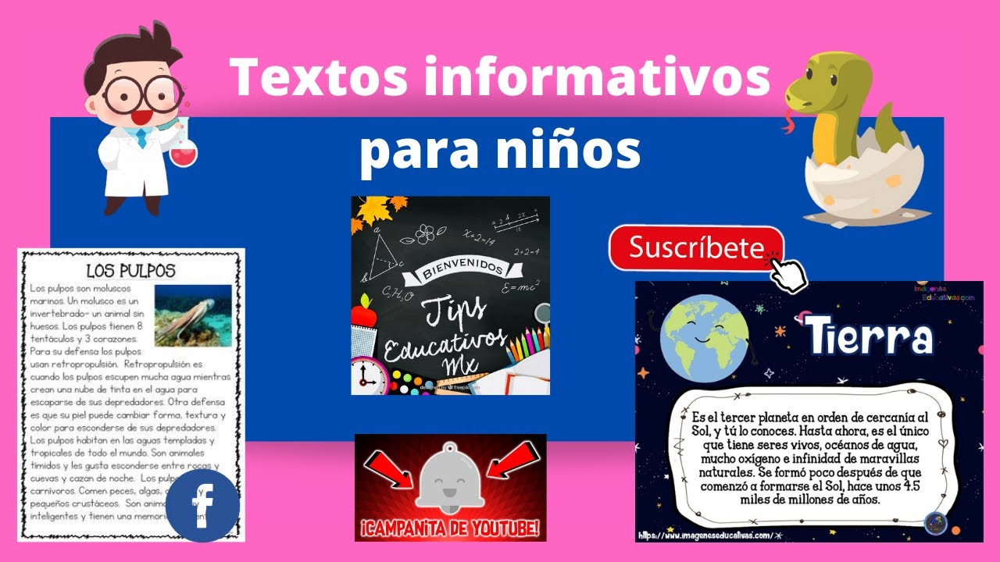 Textos informativos
para niños
LOS PULPOS
Los pulpos son moluscos
marinos. Un molusco es un
invertebrado- un animal sin
huesos. Los pulpos tienen 8
tentáculos y 3 corazones.
Para su defensa los pulpos
usan retropropulsión. Retropropulsión es
cuando los pulpos escupen mucha agua mientras
crean una nube de tinta en el agua para
escaparse de sus depredadores. Otra defensa
es que su piel puede cambiar forma, textura y
color para esconderse de sus depredadores.
Los pulpos habitan en las aguas templadas y
tropicales de todo el mundo. Son animales
tímidos y les gusta esconderse entre rocas y
cuevas y cazan de noche. Los
carnivoros. Comen peces, algas, y
pequeños crustáceos. Son
inteligentes y tienen una
f
a
b
c
a 2 b 2X c
16
X+2=14
2+2=4
BIENVENIDOS
E=mc²
C,H,O
Tips
Educativos
Mx
designed by freepik.com
¡CAMPANITA DE YOUTUBE!
Suscríbete
Imágenes
Educativas.com
Tierra
Es el tercer planeta en orden de cercanía al
Sol, y tú lo conoces. Hasta ahora, es el único
que tiene seres vivos, océanos de agua,
mucho oxígeno e infinidad de maravillas
naturales. Se formó poco después de que
comenzó a formarse el Sol, hace unos 4.5
miles de millones de años.
https://www.imageneseducativas.com/